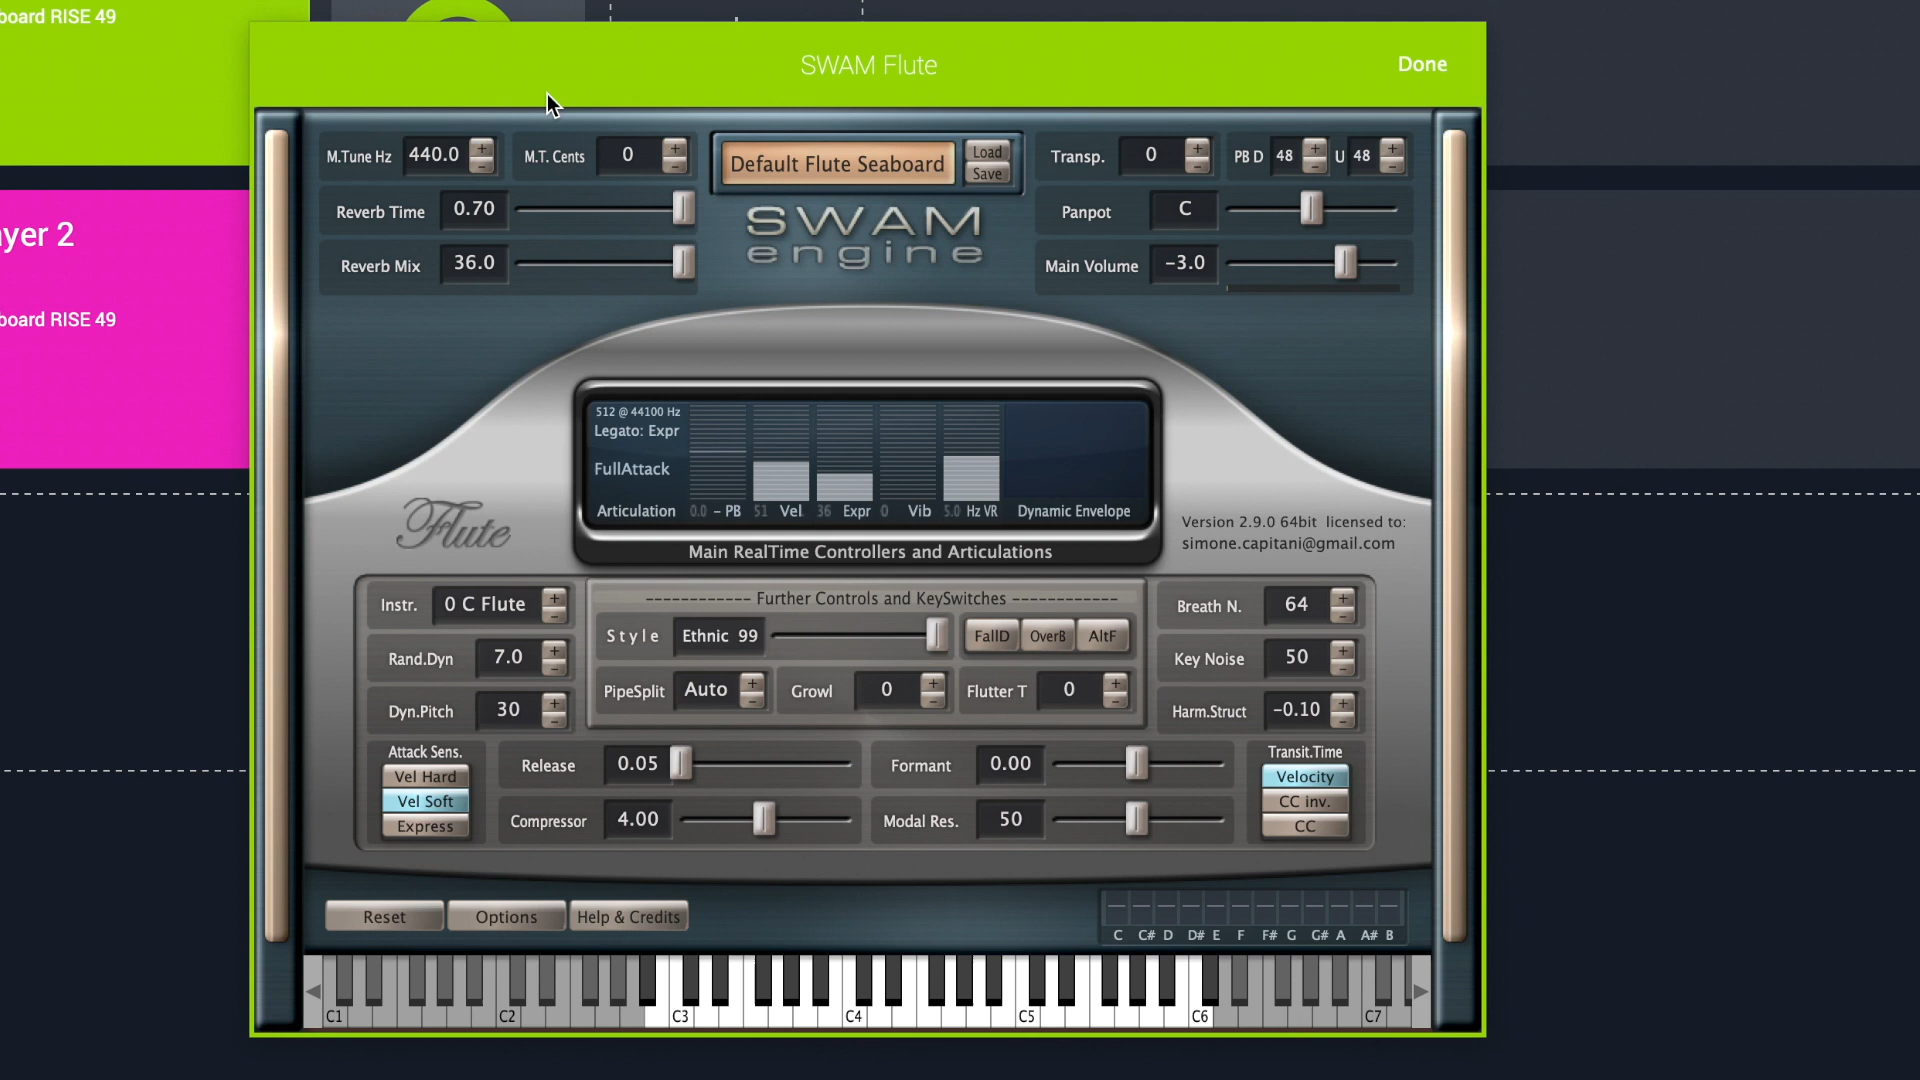 board RISE 49
SWAM Flute
Done
M.Tune Hz 440.0 + - M.T. Cents 0 + -
Default Flute Seaboard
Load
Save
Transp. 0 + - PB D 48 + - U 48 + -
ayer 2
Reverb Time 0.70
SWAM
engine
Panpot C
Reverb Mix 36.0
Main Volume -3.0
board RISE 49
512 @ 44100 Hz
Legato: Expr
FullAttack
Articulation 0.0 - PB 51 Vel 36 Expr 0 Vib 5.0 Hz VR Dynamic Envelope
Main RealTime Controllers and Articulations
Flute
Version 2.9.0 64bit licensed to:
simone.capitani@gmail.com
Instr. 0 C Flute + -
Rand.Dyn 7.0 + -
Dyn.Pitch 30 + -
------------ Further Controls and KeySwitches ------------
Style Ethnic 99 FallD OverB AltF
PipeSplit Auto + - Growl 0 + - Flutter T 0 + -
Breath N. 64 + -
Key Noise 50 + -
Harm.Struct -0.10 + -
Attack Sens.
Vel Hard
Vel Soft
Express
Release 0.05
Compressor 4.00
Formant 0.00
Modal Res. 50
Transit.Time
Velocity
CC inv.
CC
Reset Options Help & Credits
C C# D D# E F F# G G# A A# B
C1 C2 C3 C4 C5 C6 C7